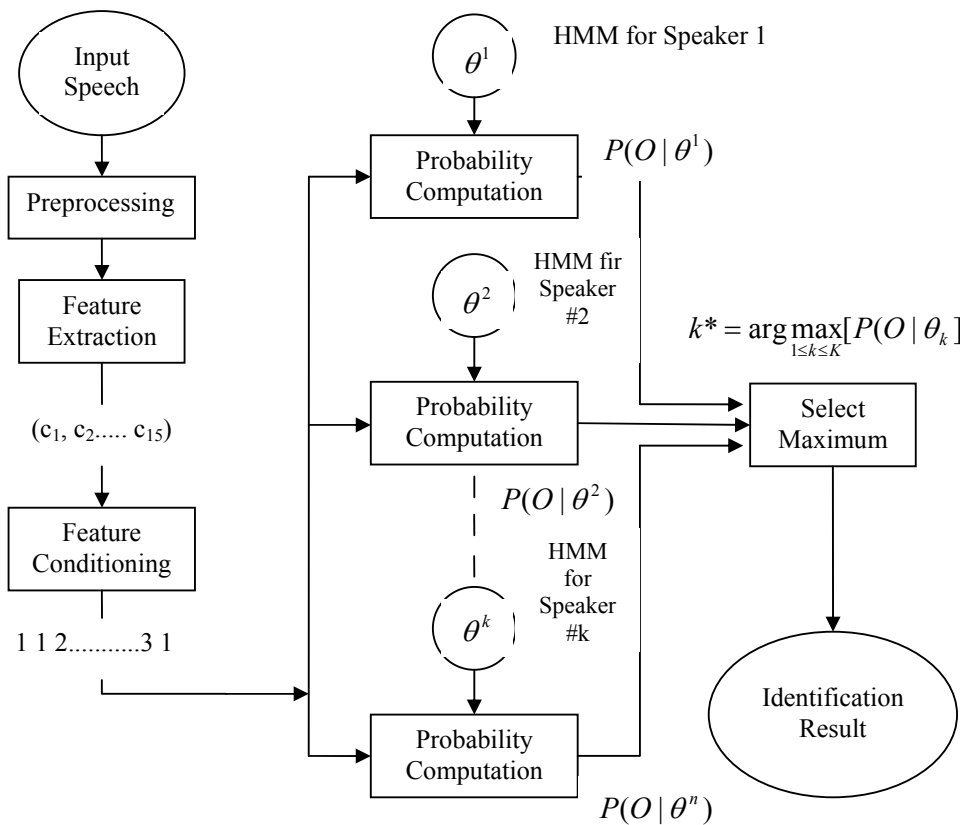 Input
Speech
Preprocessing
Feature
Extraction
(c₁, c₂..... c₁₅)
Feature
Conditioning
1 1 2...........3 1
θ¹
HMM for Speaker 1
Probability
Computation
P(O | θ¹)
θ²
HMM fir
Speaker
#2
Probability
Computation
P(O | θ²)
θᵏ
HMM
for
Speaker
#k
Probability
Computation
P(O | θⁿ)
k* = arg max[P(O | θₖ]
1≤k≤K
Select
Maximum
Identification
Result